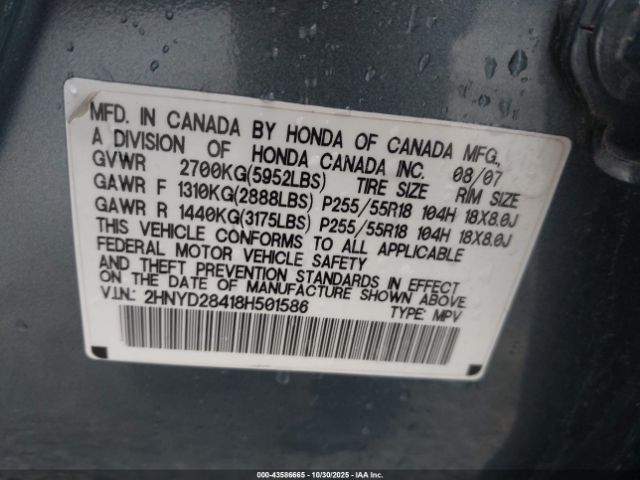 MFD. IN CANADA BY HONDA OF CANADA MFG.,
A DIVISION OF HONDA CANADA INC. 08/07
GVWR 2700KG(5952LBS) TIRE SIZE RIM SIZE
GAWR F 1310KG(2888LBS) P255/55R18 104H 18X8.0J
GAWR R 1440KG(3175LBS) P255/55R18 104H 18X8.0J
THIS VEHICLE CONFORMS TO ALL APPLICABLE
FEDERAL MOTOR VEHICLE SAFETY
AND THEFT PREVENTION STANDARDS IN EFFECT
ON THE DATE OF MANUFACTURE SHOWN ABOVE.
V.I.N.: 2HNYD28418H501586 TYPE: MPV
000-43586665 - 10/30/2025 - IAA Inc.